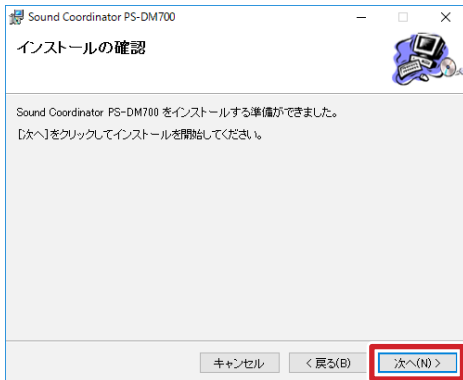 Sound Coordinator PS-DM700
インストールの確認
Sound Coordinator PS-DM700 をインストールする準備ができました。
[次へ]をクリックしてインストールを開始してください。
キャンセル  < 戻る(B)  次へ(N) >